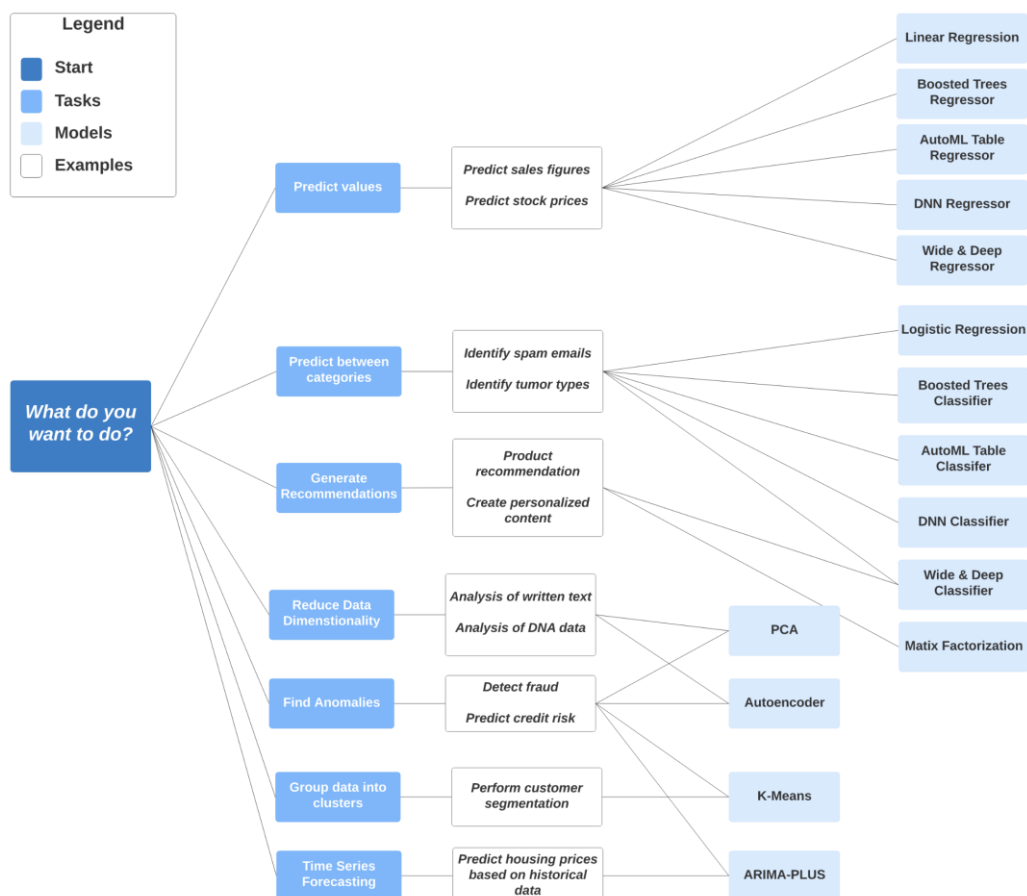 Legend
Start
Tasks
Models
Examples
What do you
want to do?
Predict values
Predict sales figures
Predict stock prices
Linear Regression
Boosted Trees
Regressor
AutoML Table
Regressor
DNN Regressor
Wide & Deep
Regressor
Predict between
categories
Identify spam emails
Identify tumor types
Logistic Regression
Boosted Trees
Classifier
AutoML Table
Classifer
DNN Classifier
Wide & Deep
Classifier
Generate
Recommendations
Product
recommendation
Create personalized
content
Matix Factorization
Reduce Data
Dimenstionality
Analysis of written text
Analysis of DNA data
PCA
Find Anomalies
Detect fraud
Predict credit risk
Autoencoder
Group data into
clusters
Perform customer
segmentation
K-Means
Time Series
Forecasting
Predict housing prices
based on historical
data
ARIMA-PLUS